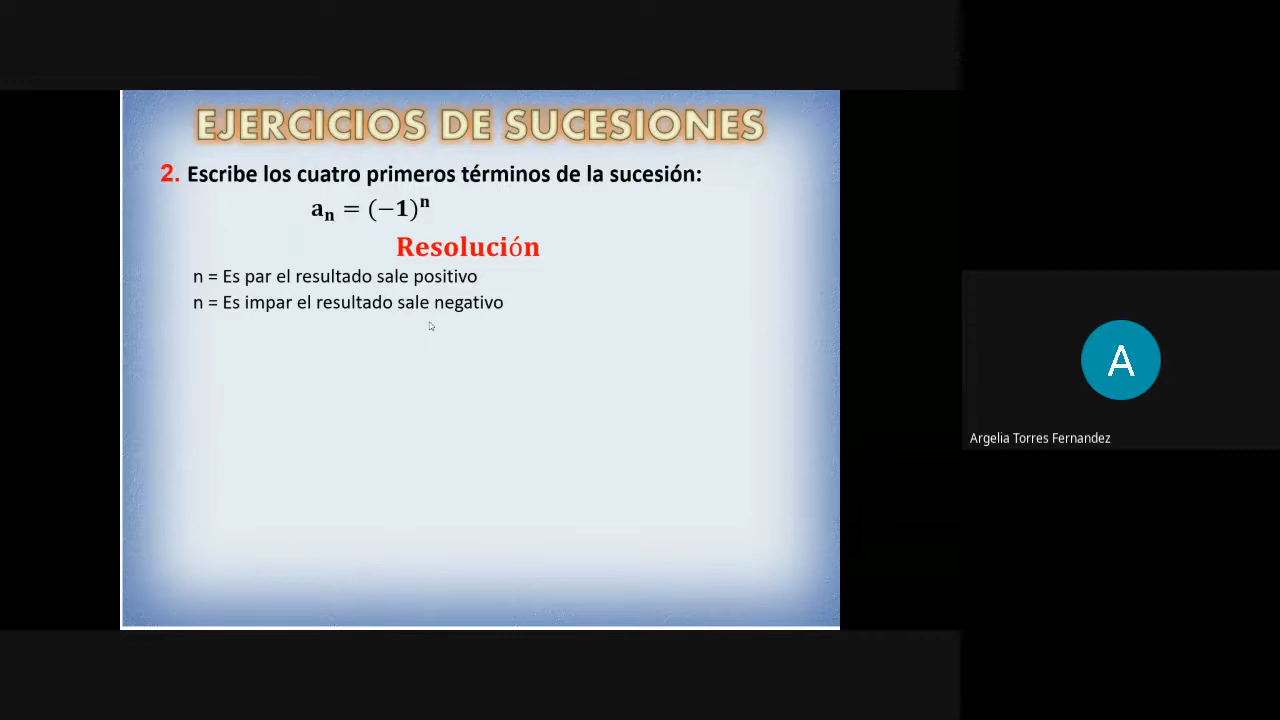 EJERCICIOS DE SUCESIONES
2. Escribe los cuatro primeros términos de la sucesión:
aₙ = (−1)ⁿ
Resolución
n = Es par el resultado sale positivo
n = Es impar el resultado sale negativo
A
Argelia Torres Fernandez